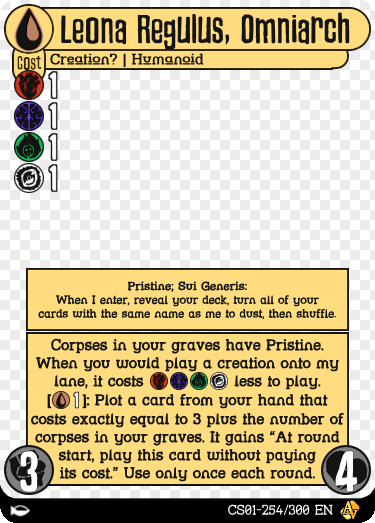 Leona Regulus, Omniarch
COST
Creation? | Humanoid
1
1
1
1
Pristine; Sui Generis:
When I enter, reveal your deck, turn all of your
cards with the same name as me to dust, then shuffle.
Corpses in your graves have Pristine.
When you would play a creation onto my
lane, it costs less to play.
[1]: Plot a card from your hand that
costs exactly equal to 3 plus the number of
corpses in your graves. It gains “At round
start, play this card without paying
its cost.” Use only once each round.
3
4
CS01-254/300 EN